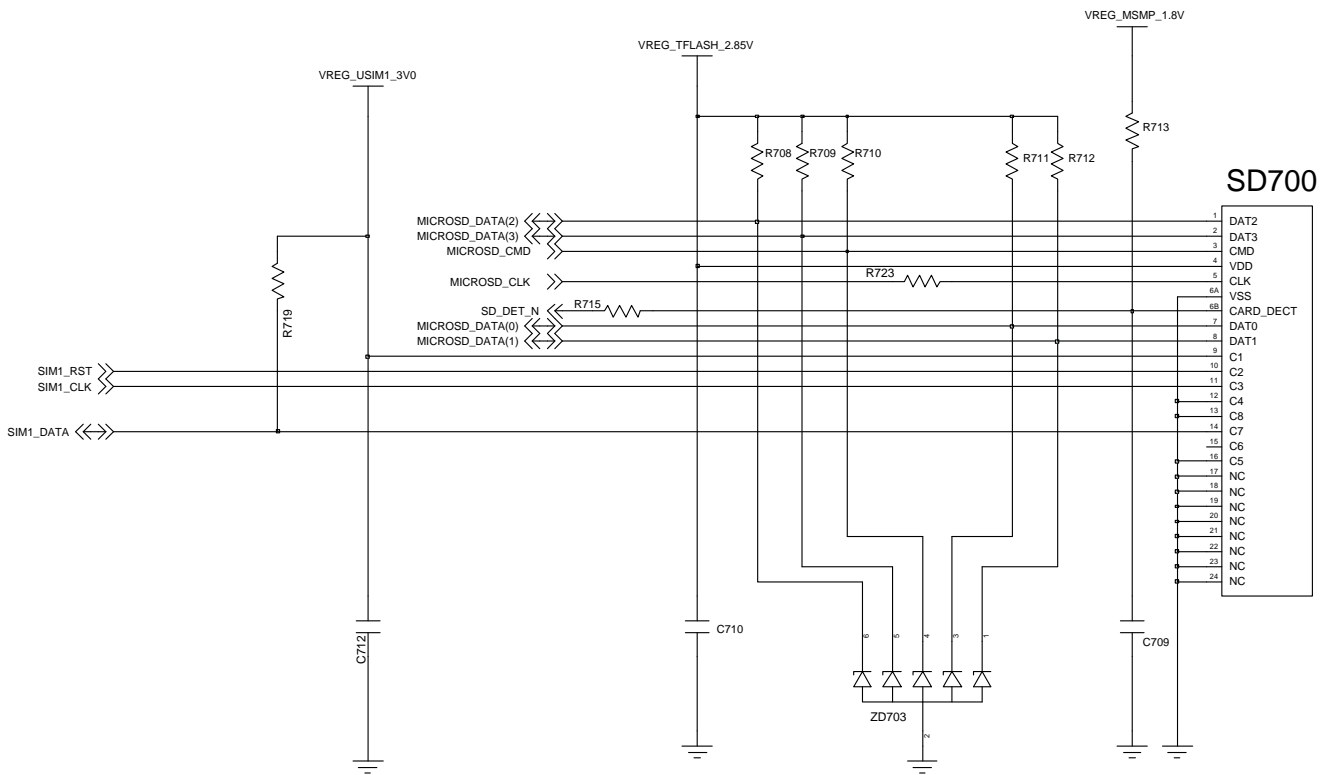 VREG_MSMP_1.8V
VREG_TFLASH_2.85V
VREG_USIM1_3V0
R713
R708
R709
R710
R711
R712
SD700
MICROSD_DATA(2)
1
DAT2
MICROSD_DATA(3)
2
DAT3
MICROSD_CMD
3
CMD
4
VDD
MICROSD_CLK
R723
5
CLK
6A
VSS
SD_DET_N
R715
6B
CARD_DECT
MICROSD_DATA(0)
7
DAT0
MICROSD_DATA(1)
8
DAT1
R719
9
C1
SIM1_RST
10
C2
SIM1_CLK
11
C3
12
C4
13
C8
SIM1_DATA
14
C7
15
C6
16
C5
17
NC
18
NC
19
NC
20
NC
21
NC
22
NC
23
NC
24
NC
C712
C710
6
5
4
3
1
C709
ZD703
2